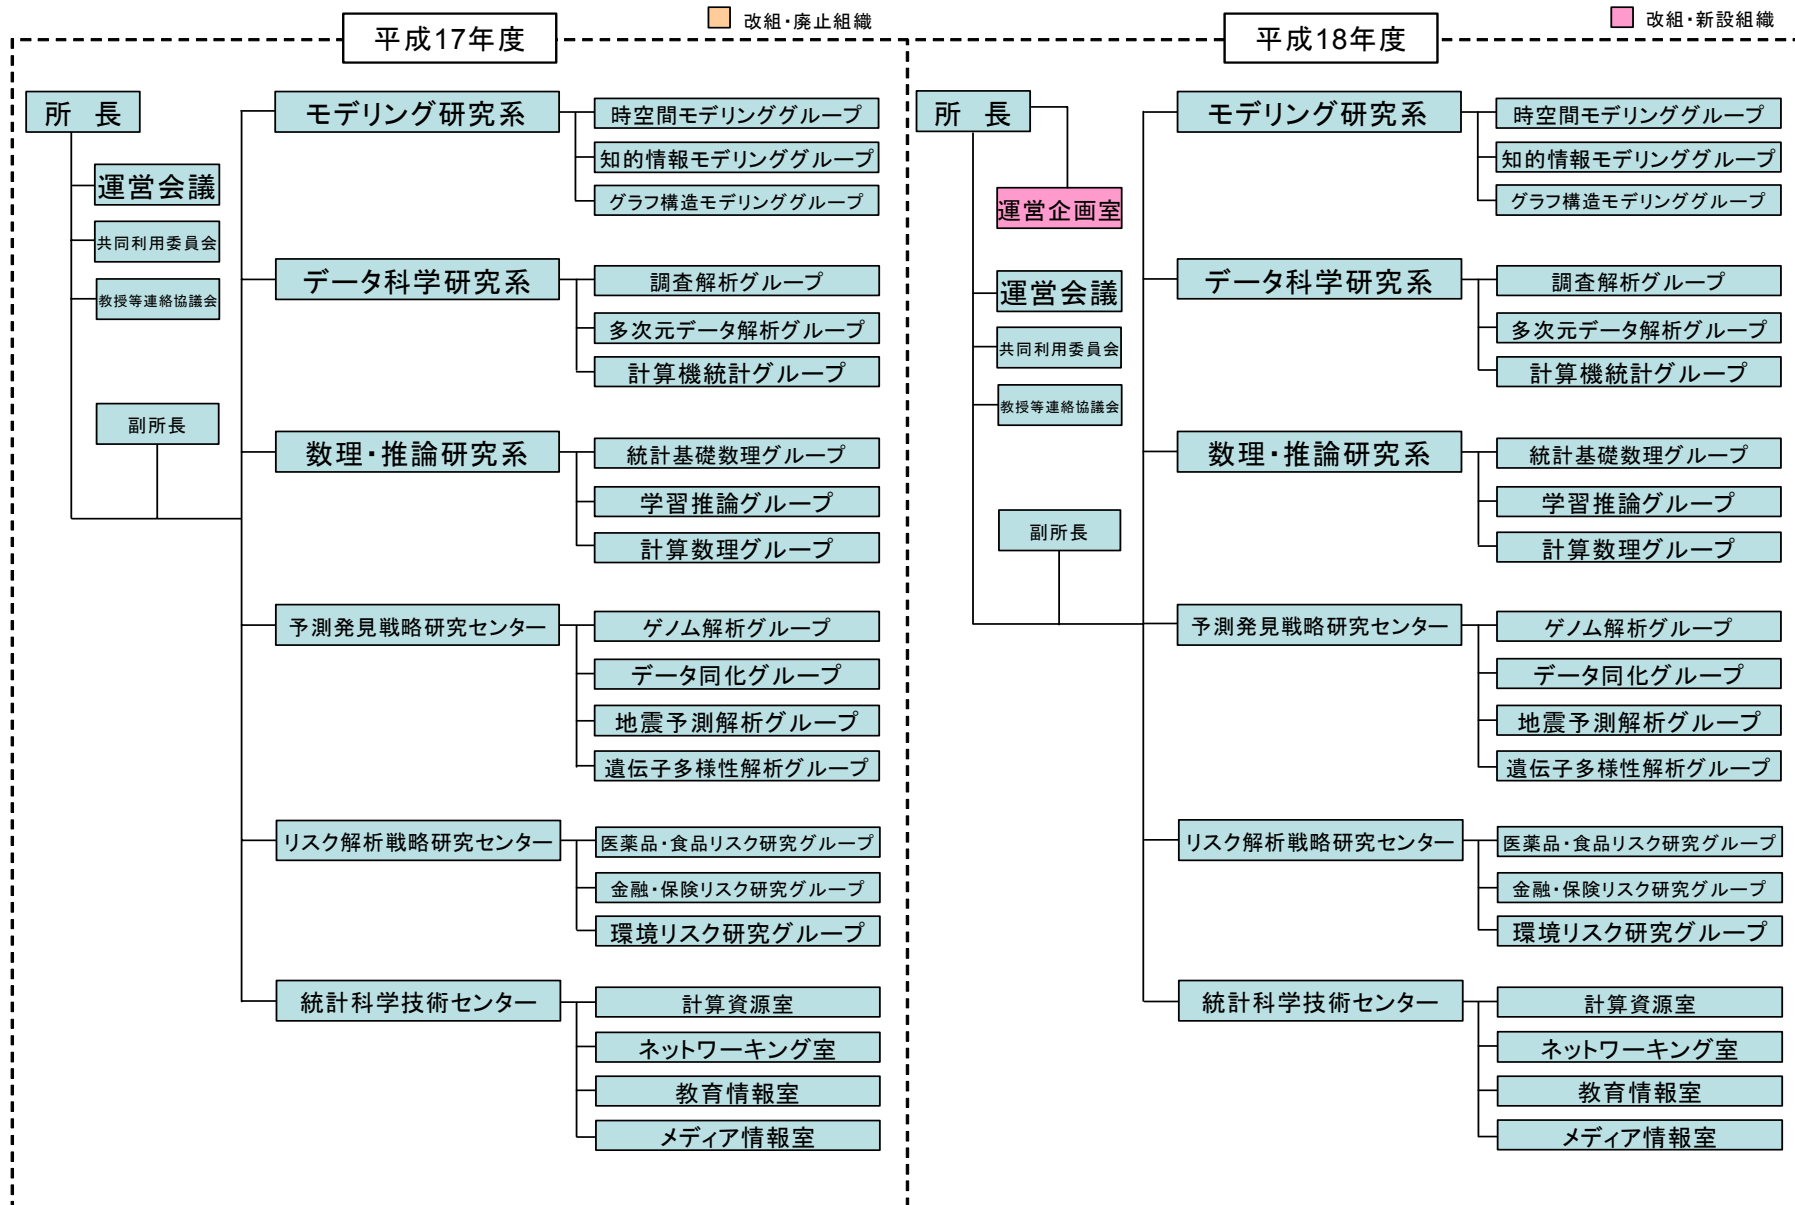 平成17年度
改組・廃止組織
所 長
運営会議
共同利用委員会
教授等連絡協議会
副所長
モデリング研究系
時空間モデリンググループ
知的情報モデリンググループ
グラフ構造モデリンググループ
データ科学研究系
調査解析グループ
多次元データ解析グループ
計算機統計グループ
数理・推論研究系
統計基礎数理グループ
学習推論グループ
計算数理グループ
予測発見戦略研究センター
ゲノム解析グループ
データ同化グループ
地震予測解析グループ
遺伝子多様性解析グループ
リスク解析戦略研究センター
医薬品・食品リスク研究グループ
金融・保険リスク研究グループ
環境リスク研究グループ
統計科学技術センター
計算資源室
ネットワーキング室
教育情報室
メディア情報室
平成18年度
改組・新設組織
所 長
運営企画室
運営会議
共同利用委員会
教授等連絡協議会
副所長
モデリング研究系
時空間モデリンググループ
知的情報モデリンググループ
グラフ構造モデリンググループ
データ科学研究系
調査解析グループ
多次元データ解析グループ
計算機統計グループ
数理・推論研究系
統計基礎数理グループ
学習推論グループ
計算数理グループ
予測発見戦略研究センター
ゲノム解析グループ
データ同化グループ
地震予測解析グループ
遺伝子多様性解析グループ
リスク解析戦略研究センター
医薬品・食品リスク研究グループ
金融・保険リスク研究グループ
環境リスク研究グループ
統計科学技術センター
計算資源室
ネットワーキング室
教育情報室
メディア情報室